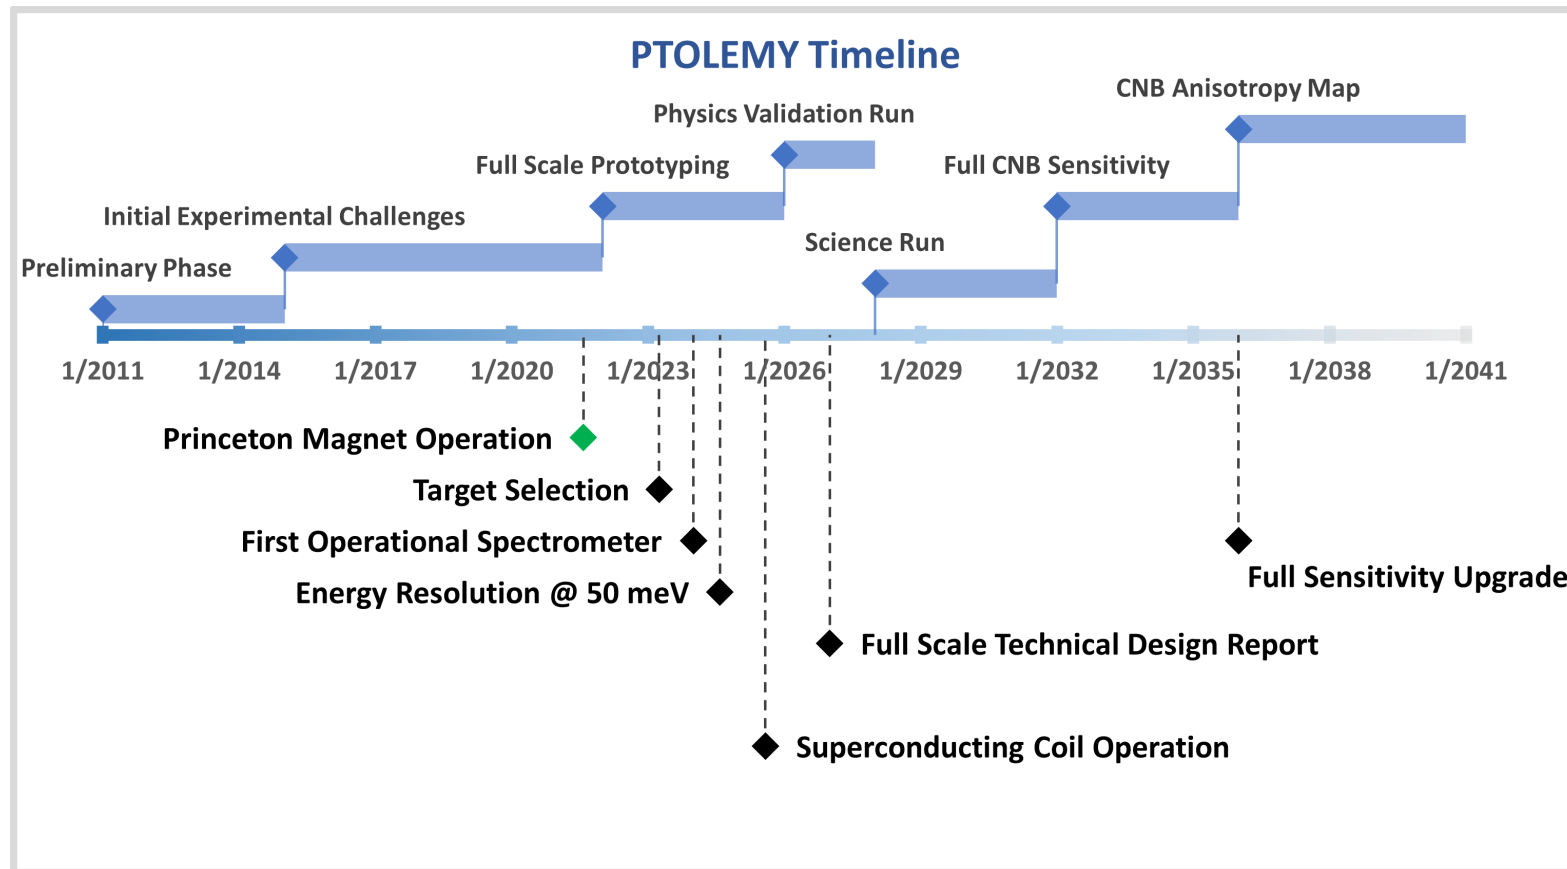 PTOLEMY Timeline
CNB Anisotropy Map
Physics Validation Run
Full Scale Prototyping
Full CNB Sensitivity
Initial Experimental Challenges
Science Run
Preliminary Phase
1/2011 1/2014 1/2017 1/2020 1/2023 1/2026 1/2029 1/2032 1/2035 1/2038 1/2041
Princeton Magnet Operation
Target Selection
First Operational Spectrometer
Full Sensitivity Upgrade
Energy Resolution @ 50 meV
Full Scale Technical Design Report
Superconducting Coil Operation